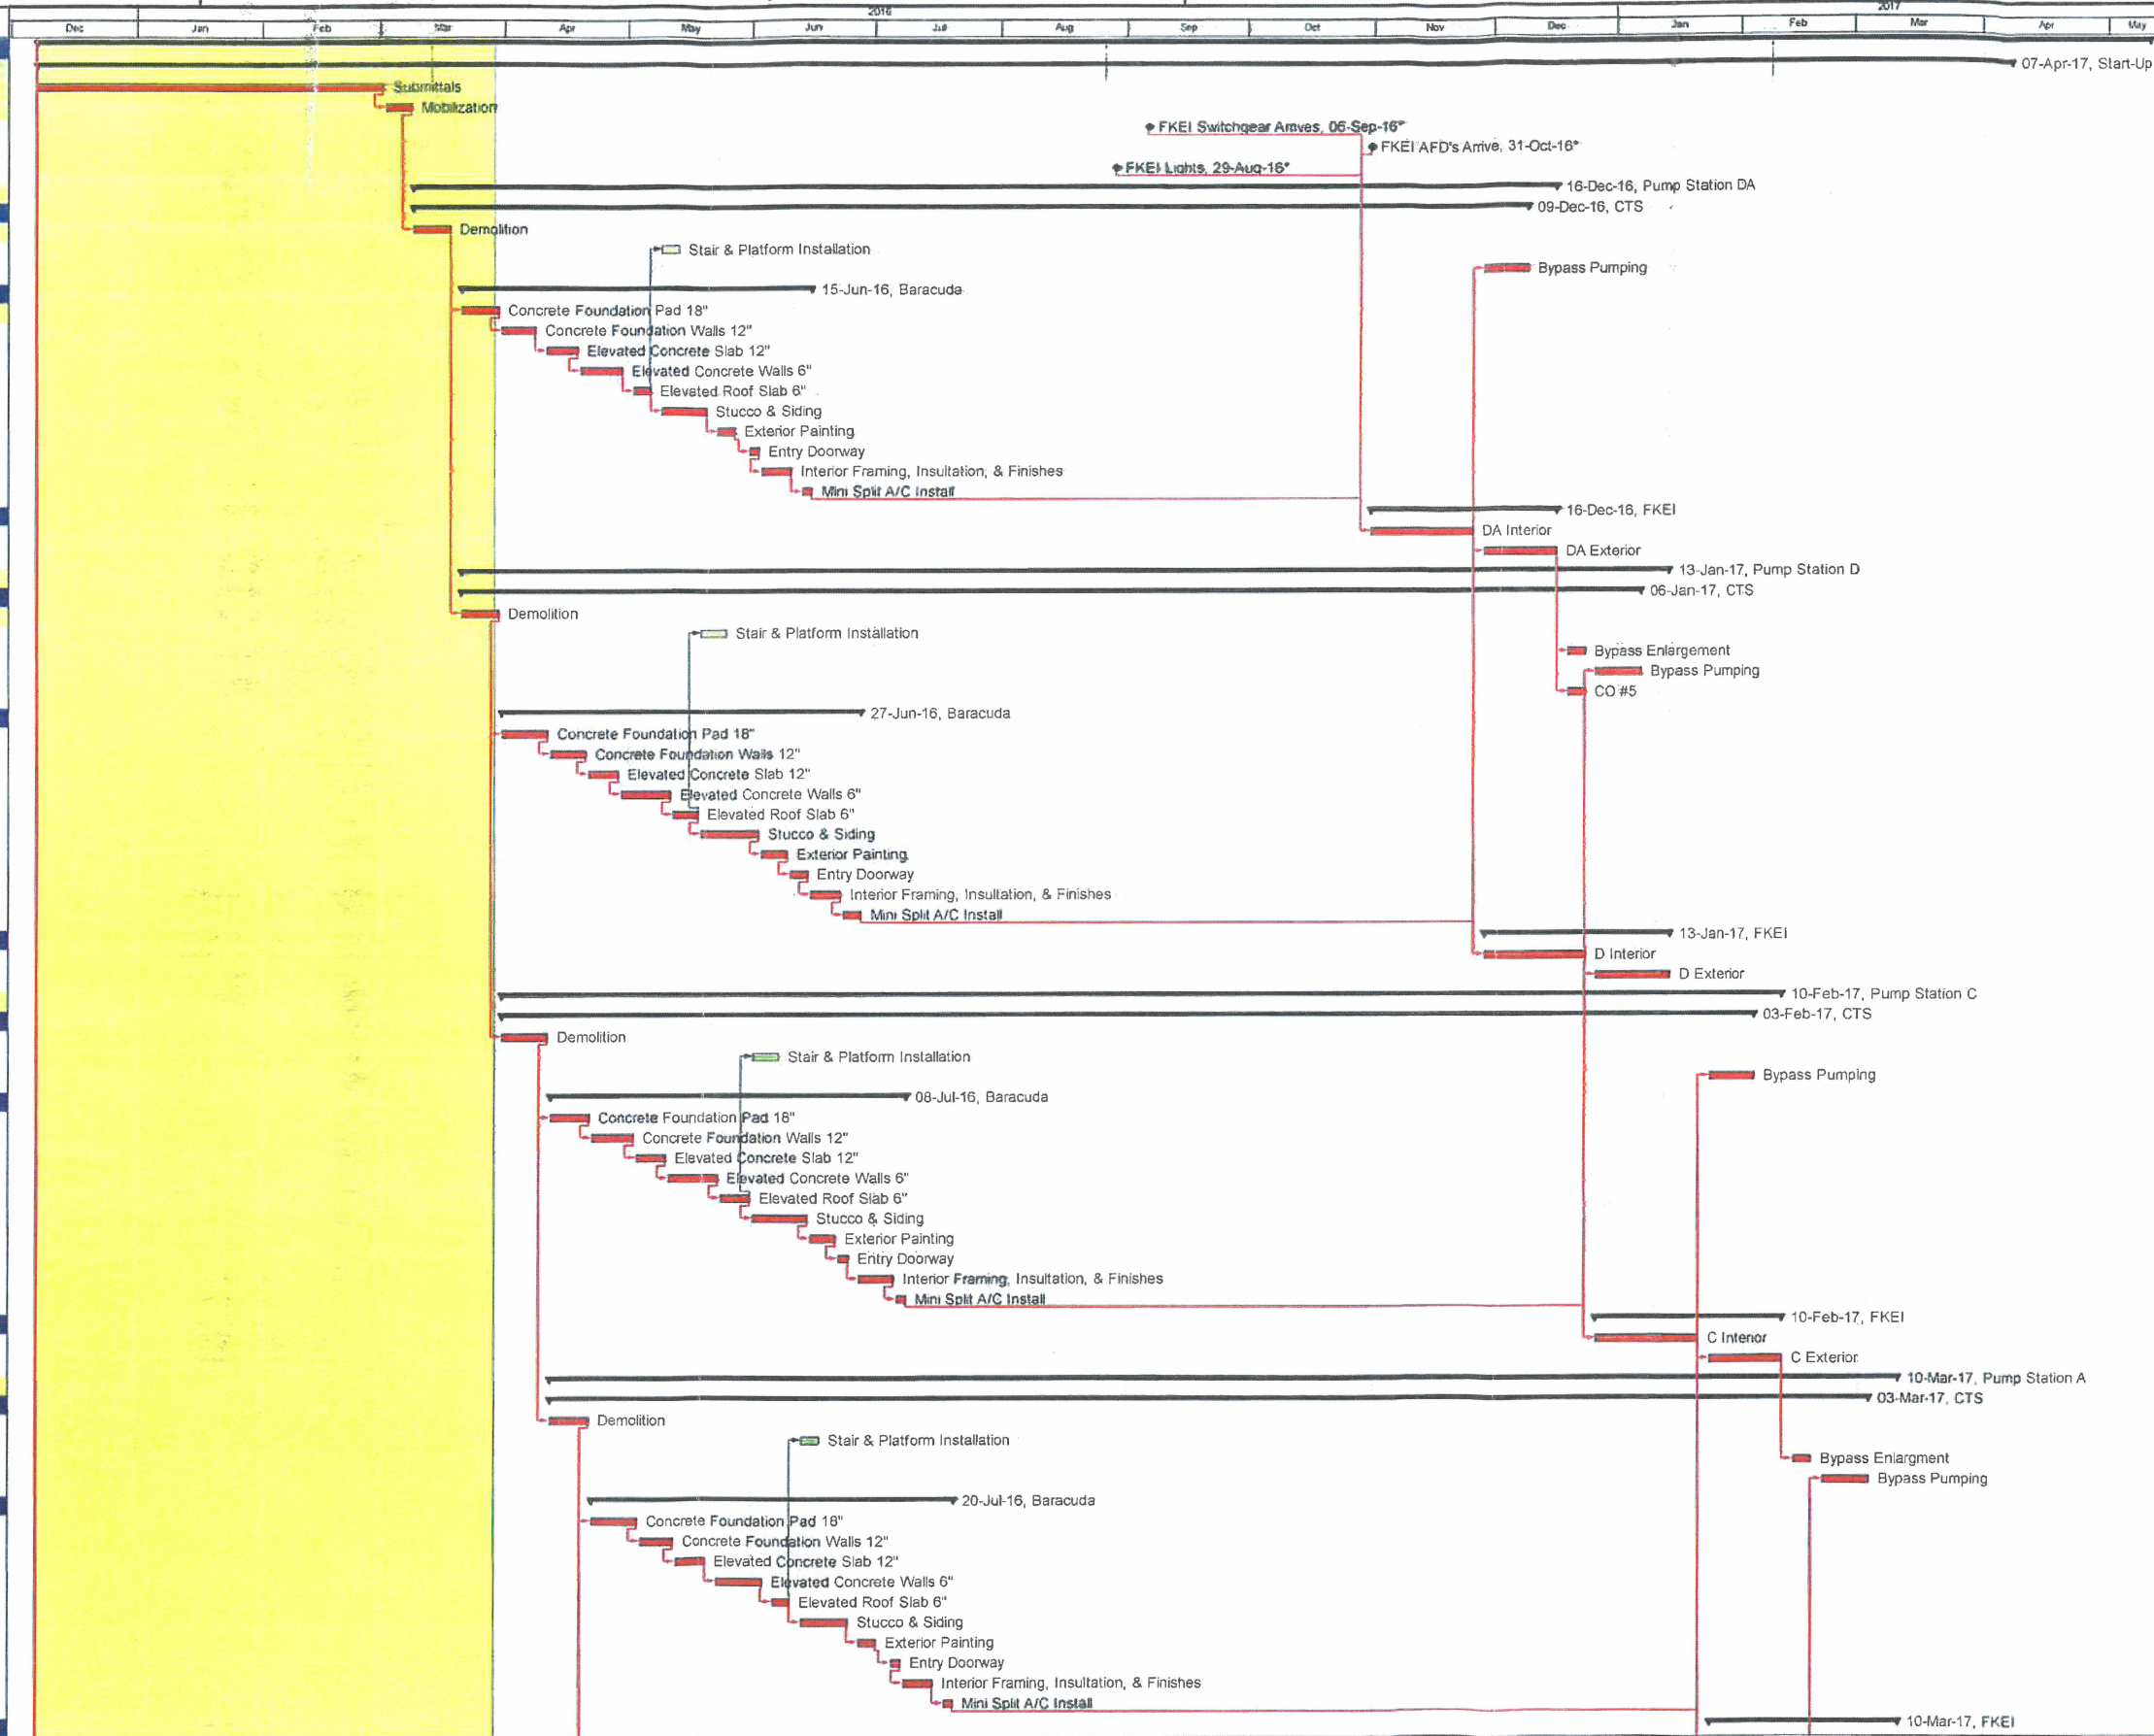 2016
2017
Dec Jan Feb Mar Apr May Jun Jul Aug Sep Oct Nov Dec Jan Feb Mar Apr May
07-Apr-17, Start-Up
Submittals
Mobilization
FKEI Switchgear Arrives, 06-Sep-16*
FKEI AFD's Arrive, 31-Oct-16*
FKEI Lights, 29-Aug-16*
16-Dec-16, Pump Station DA
09-Dec-16, CTS
Demolition
Stair & Platform Installation
Bypass Pumping
15-Jun-16, Baracuda
Concrete Foundation Pad 18"
Concrete Foundation Walls 12"
Elevated Concrete Slab 12"
Elevated Concrete Walls 6"
Elevated Roof Slab 6"
Stucco & Siding
Exterior Painting
Entry Doorway
Interior Framing, Insultation, & Finishes
Mini Split A/C Install
16-Dec-16, FKEI
DA Interior
DA Exterior
13-Jan-17, Pump Station D
06-Jan-17, CTS
Demolition
Stair & Platform Installation
Bypass Enlargement
Bypass Pumping
CO #5
27-Jun-16, Baracuda
Concrete Foundation Pad 18"
Concrete Foundation Walls 12"
Elevated Concrete Slab 12"
Elevated Concrete Walls 6"
Elevated Roof Slab 6"
Stucco & Siding
Exterior Painting
Entry Doorway
Interior Framing, Insultation, & Finishes
Mini Split A/C Install
13-Jan-17, FKEI
D Interior
D Exterior
10-Feb-17, Pump Station C
03-Feb-17, CTS
Demolition
Stair & Platform Installation
Bypass Pumping
08-Jul-16, Baracuda
Concrete Foundation Pad 18"
Concrete Foundation Walls 12"
Elevated Concrete Slab 12"
Elevated Concrete Walls 6"
Elevated Roof Slab 6"
Stucco & Siding
Exterior Painting
Entry Doorway
Interior Framing, Insultation, & Finishes
Mini Split A/C Install
10-Feb-17, FKEI
C Interior
C Exterior
10-Mar-17, Pump Station A
03-Mar-17, CTS
Demolition
Stair & Platform Installation
Bypass Enlargment
Bypass Pumping
20-Jul-16, Baracuda
Concrete Foundation Pad 18"
Concrete Foundation Walls 12"
Elevated Concrete Slab 12"
Elevated Concrete Walls 6"
Elevated Roof Slab 6"
Stucco & Siding
Exterior Painting
Entry Doorway
Interior Framing, Insultation, & Finishes
Mini Split A/C Install
10-Mar-17, FKEI